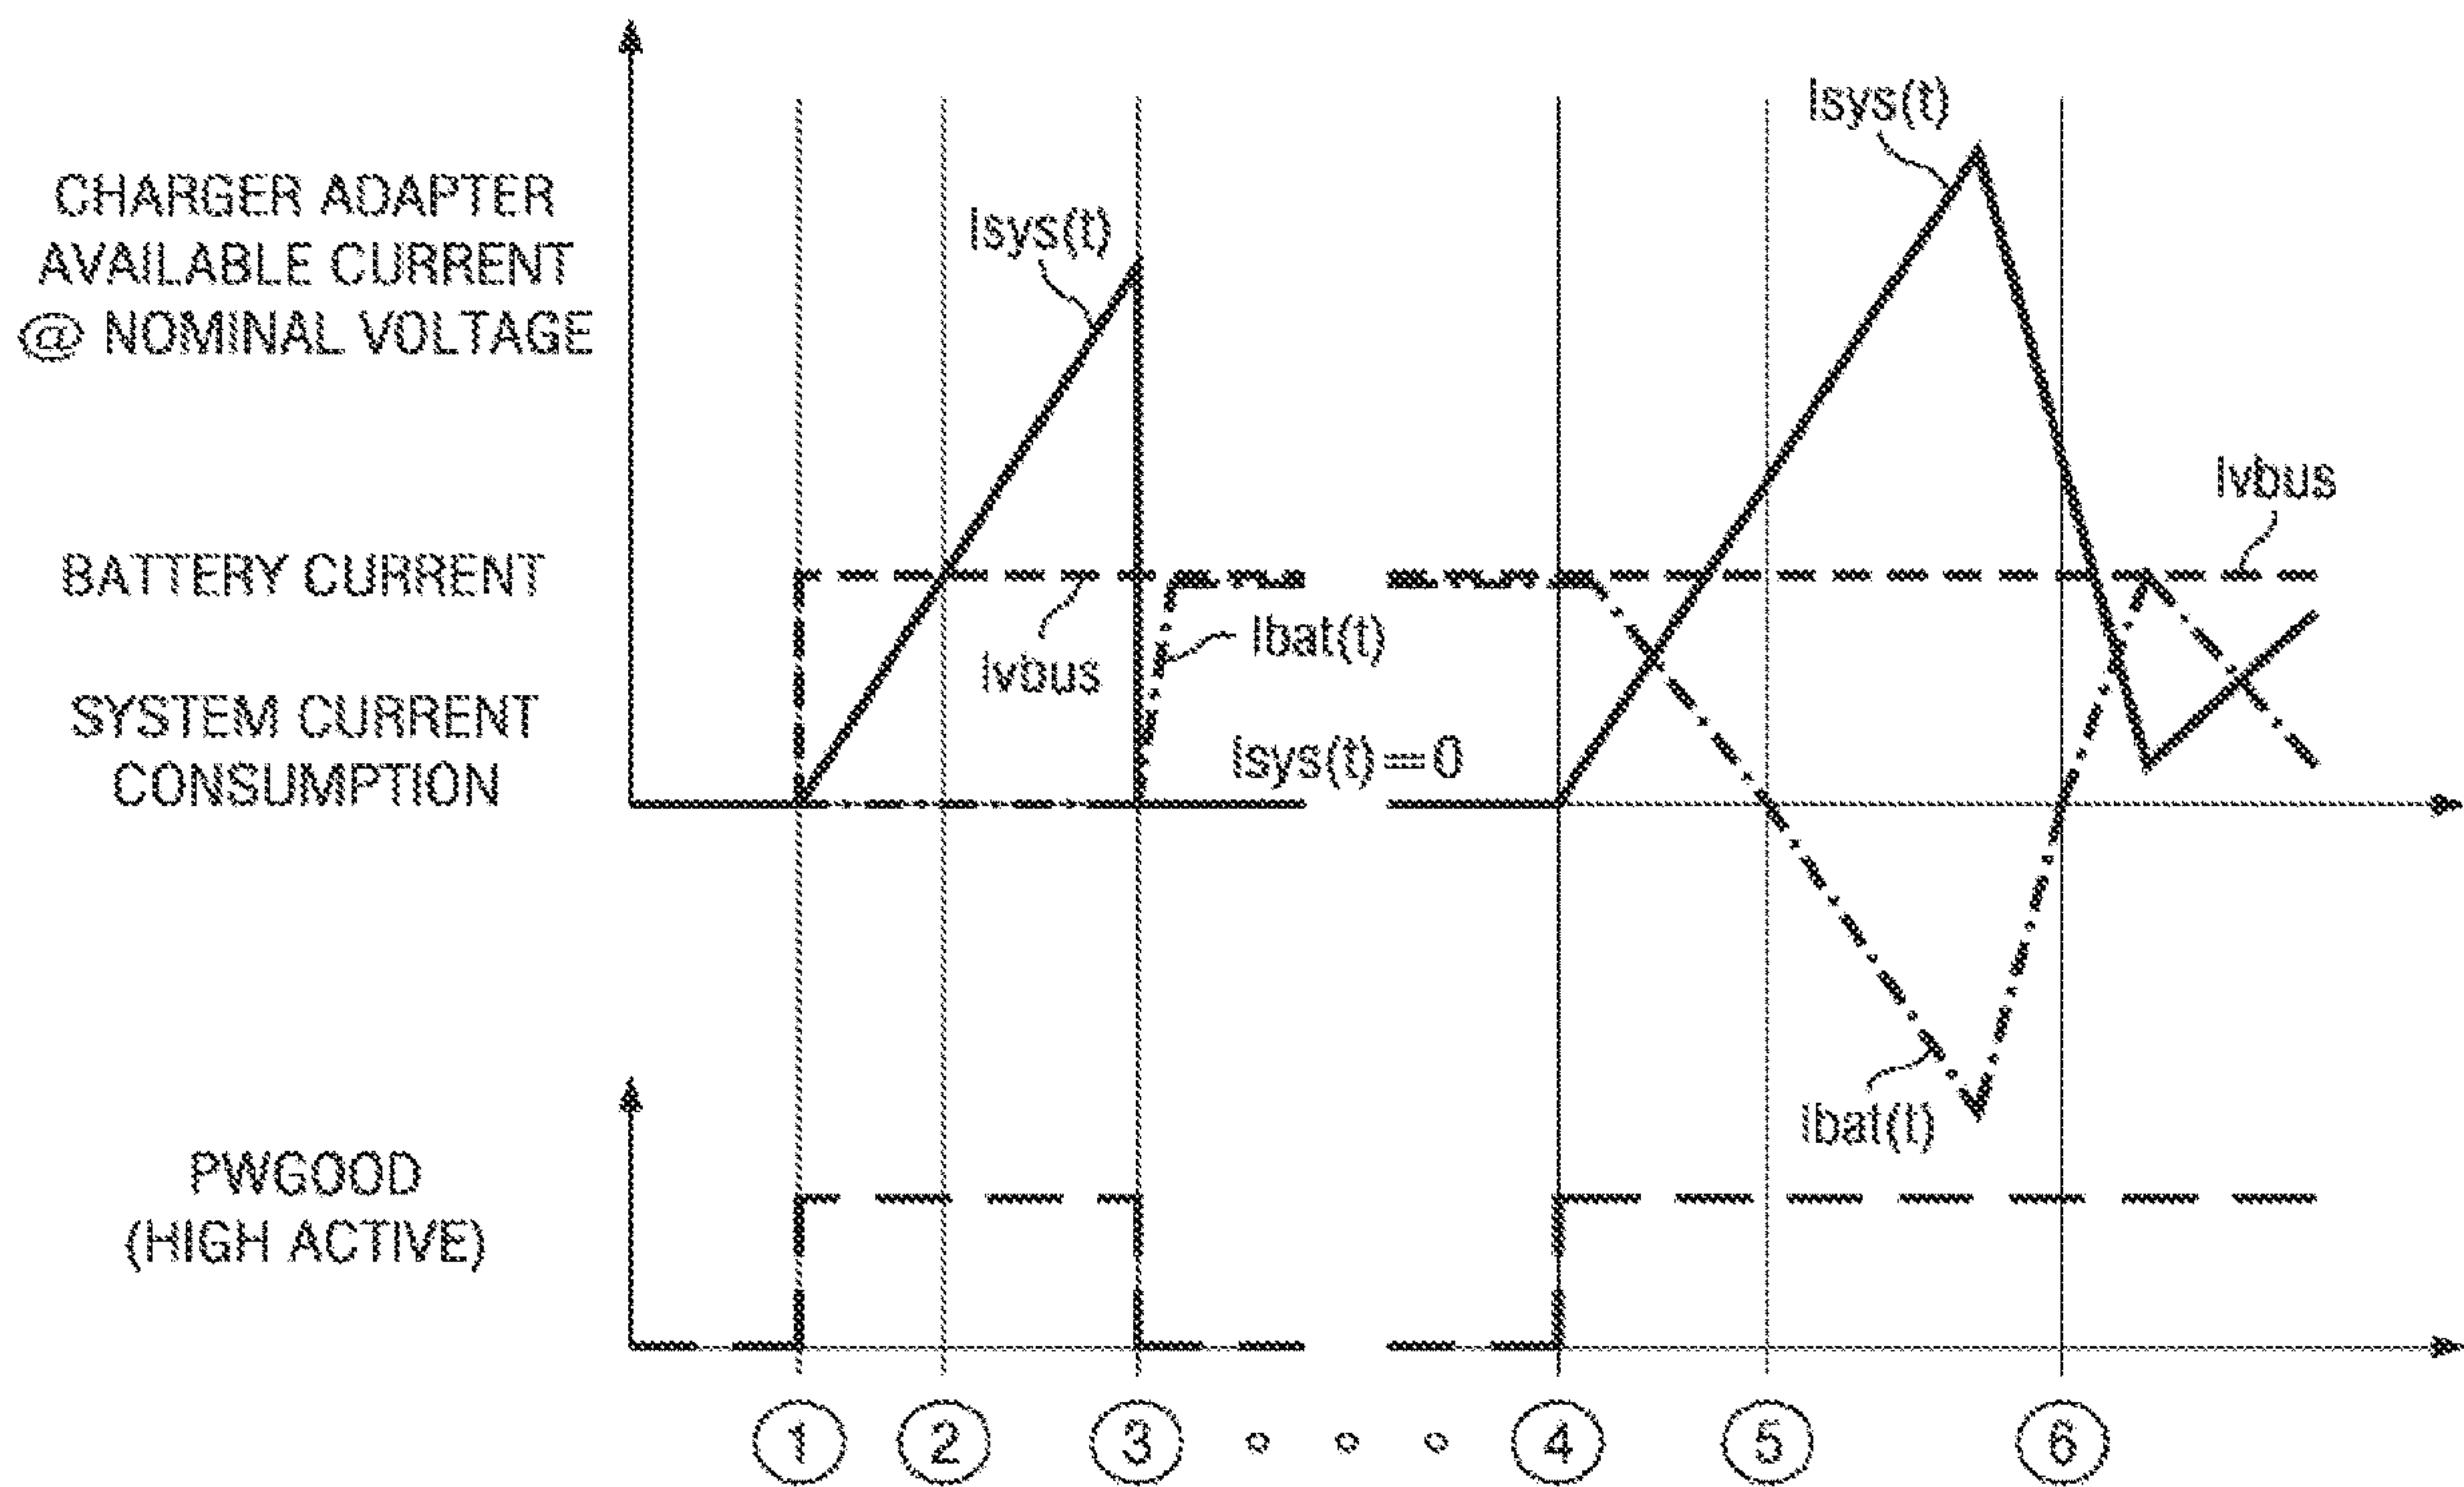 CHARGER ADAPTER
AVAILABLE CURRENT
@ NOMINAL VOLTAGE
BATTERY CURRENT
SYSTEM CURRENT
CONSUMPTION
Isys(t)
Ivbus
Ibat(t)
Isys(t)=0
Isys(t)
Ivbus
Ibat(t)
PWGOOD
(HIGH ACTIVE)
1 2 3 4 5 6